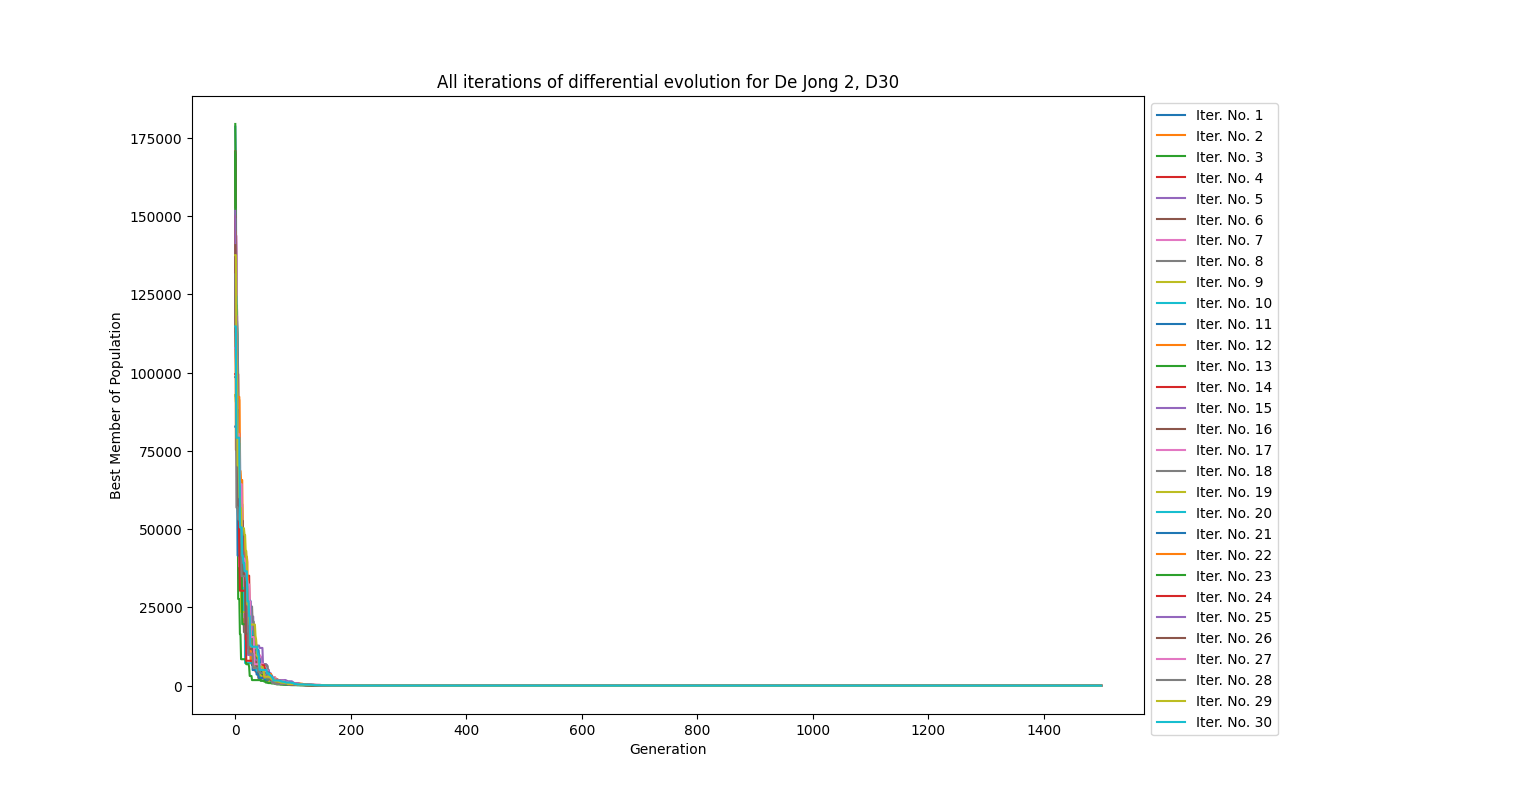 All iterations of differential evolution for De Jong 2, D30
175000
150000
125000
100000
75000
50000
25000
0
Best Member of Population
0 200 400 600 800 1000 1200 1400
Generation
Iter. No. 1
Iter. No. 2
Iter. No. 3
Iter. No. 4
Iter. No. 5
Iter. No. 6
Iter. No. 7
Iter. No. 8
Iter. No. 9
Iter. No. 10
Iter. No. 11
Iter. No. 12
Iter. No. 13
Iter. No. 14
Iter. No. 15
Iter. No. 16
Iter. No. 17
Iter. No. 18
Iter. No. 19
Iter. No. 20
Iter. No. 21
Iter. No. 22
Iter. No. 23
Iter. No. 24
Iter. No. 25
Iter. No. 26
Iter. No. 27
Iter. No. 28
Iter. No. 29
Iter. No. 30